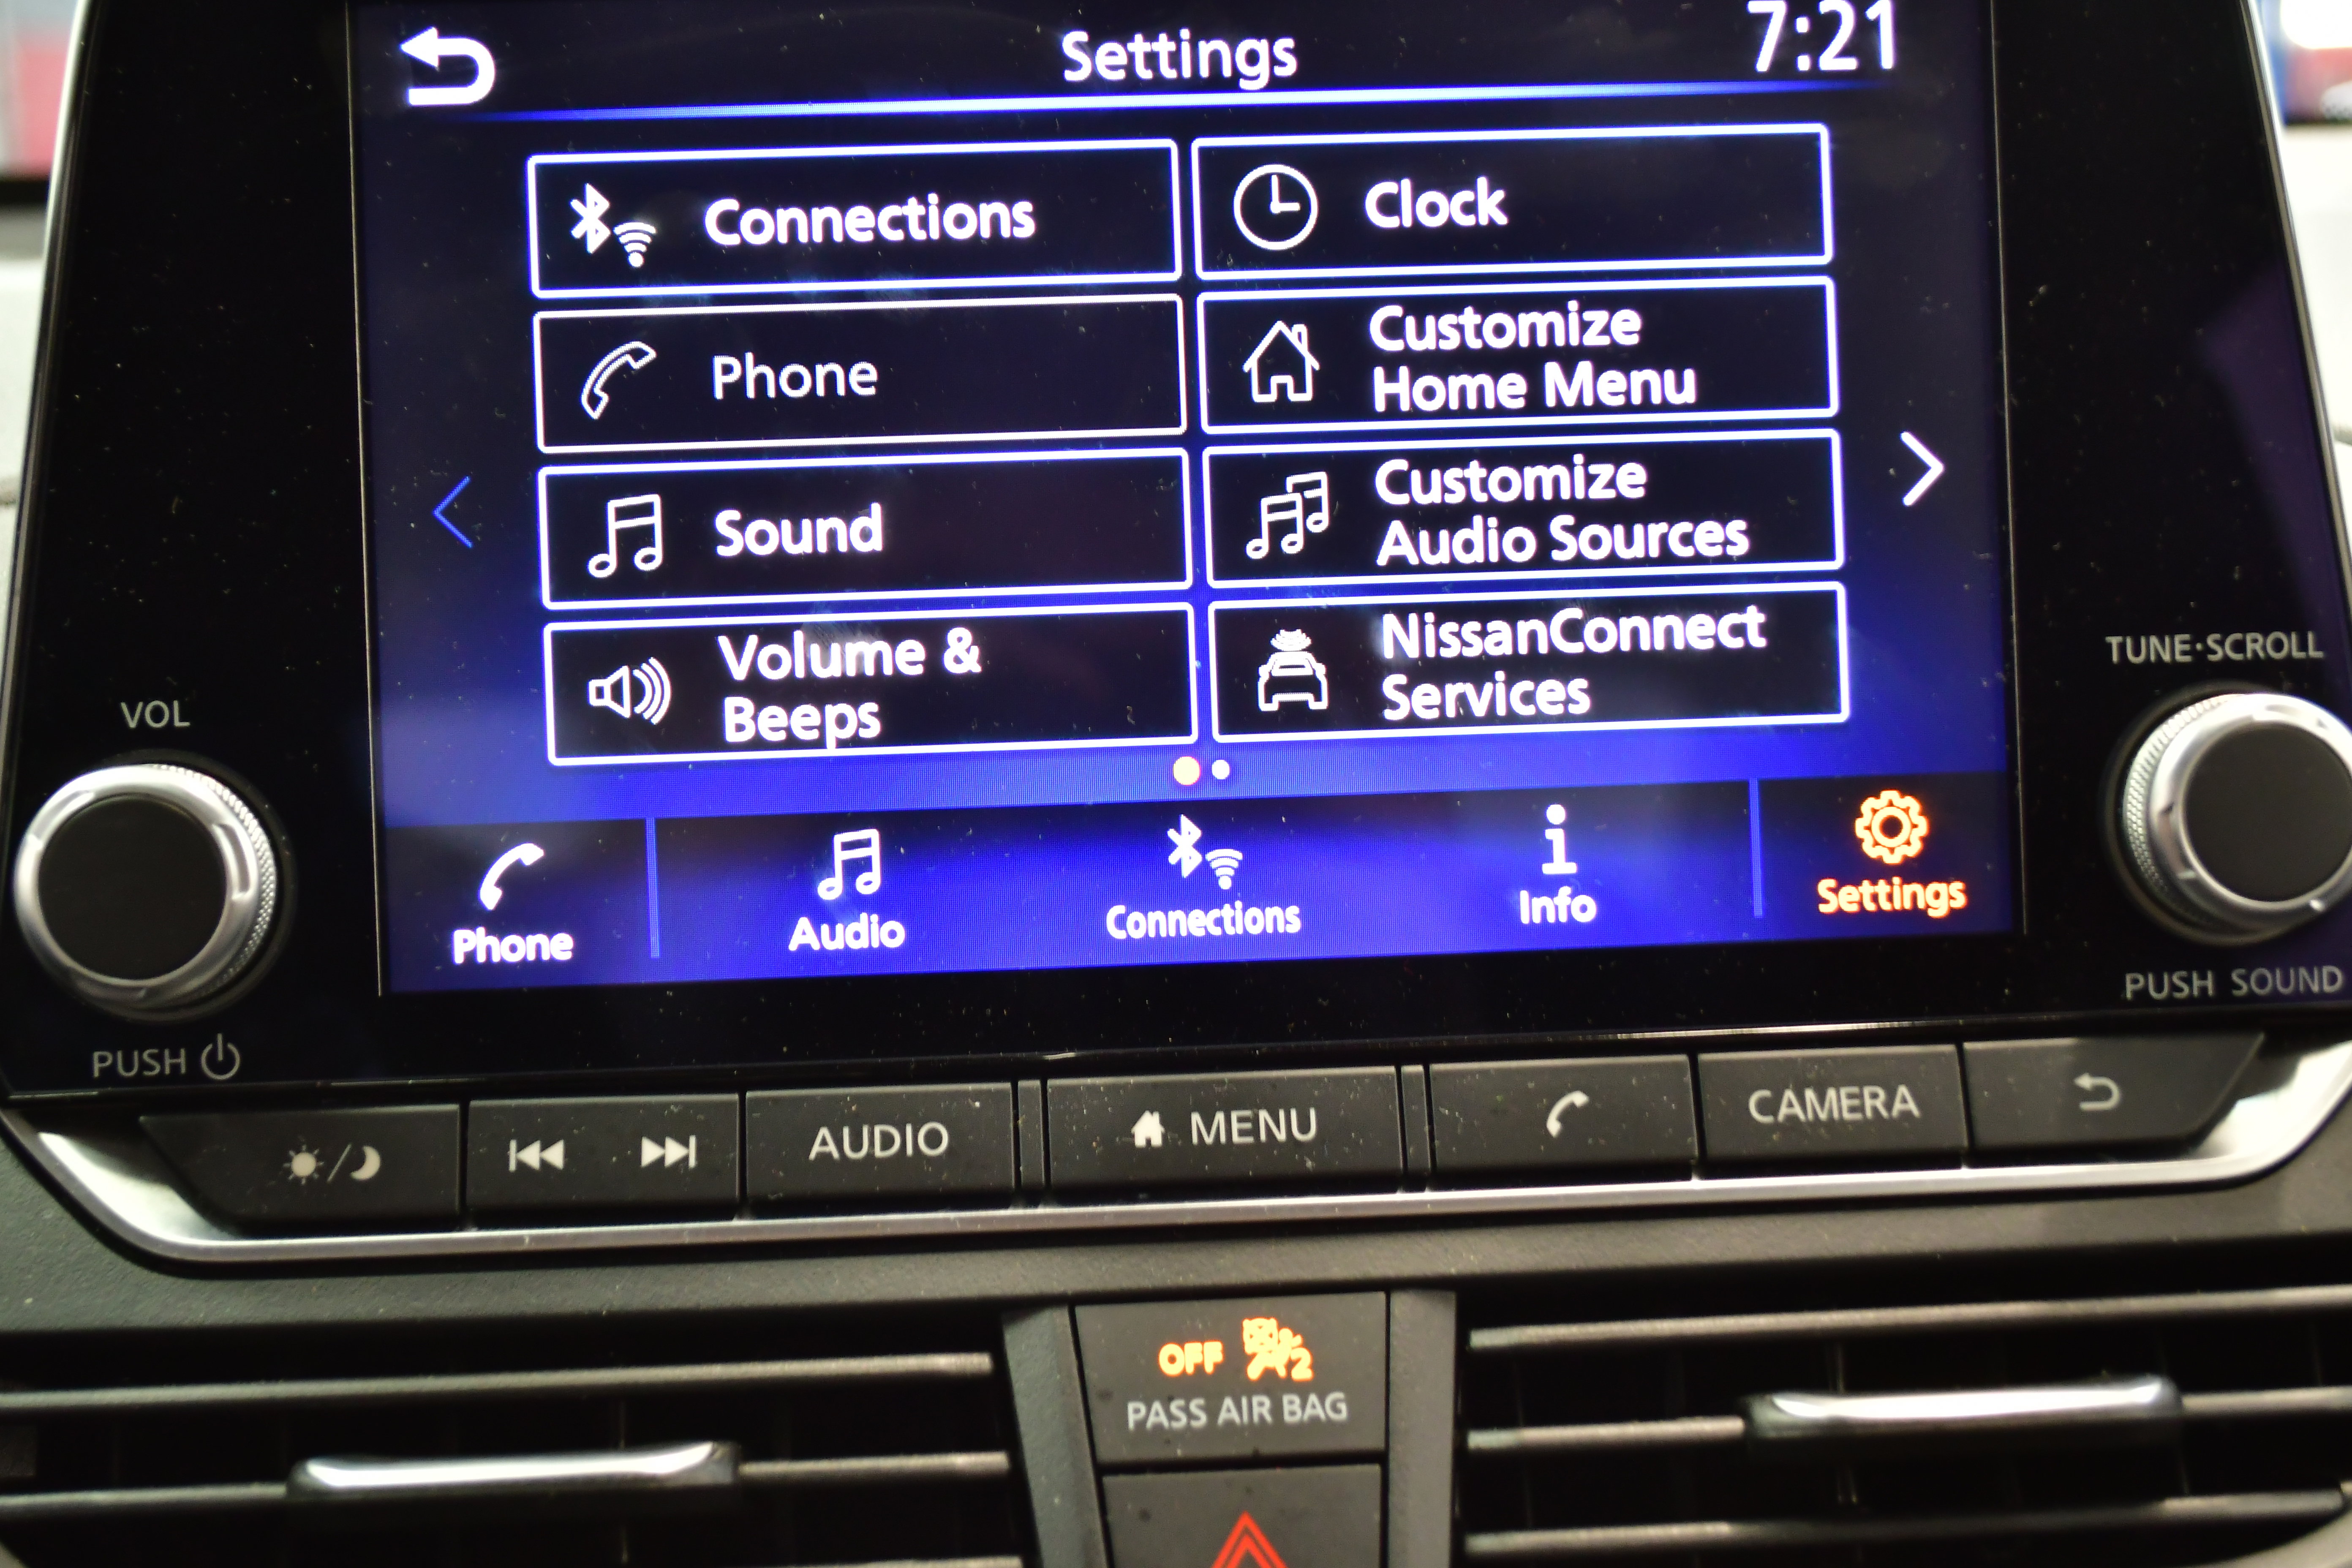 Settings
7:21
Connections
Clock
Phone
Customize
Home Menu
Sound
Customize
Audio Sources
Volume &
Beeps
NissanConnect
Services
Phone
Audio
Connections
Info
Settings
VOL
PUSH
TUNE·SCROLL
PUSH SOUND
AUDIO
MENU
CAMERA
OFF 2
PASS AIR BAG